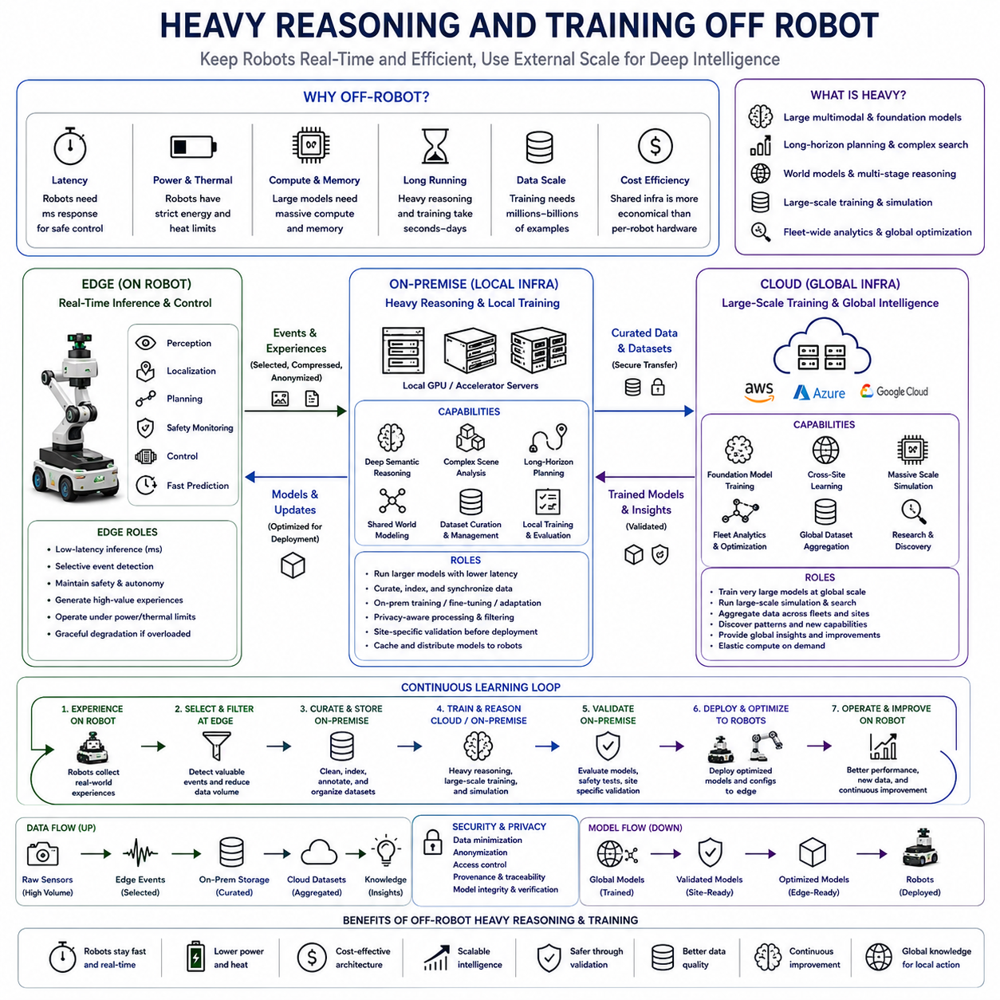 HEAVY REASONING AND TRAINING OFF ROBOT
Keep Robots Real-Time and Efficient, Use External Scale for Deep Intelligence
WHY OFF-ROBOT?
Latency
Robots need
ms response
for safe control
Power & Thermal
Robots have
strict energy and
heat limits
Compute & Memory
Large models need
massive compute
and memory
Long Running
Heavy reasoning
and training take
seconds–days
Data Scale
Training needs
millions–billions
of examples
$
Cost Efficiency
Shared infra is more
economical than
per-robot hardware
WHAT IS HEAVY?
Large multimodal & foundation models
Long-horizon planning & complex search
World models & multi-stage reasoning
Large-scale training & simulation
Fleet-wide analytics & global optimization
EDGE (ON ROBOT)
Real-Time Inference & Control
Perception
Localization
Planning
Safety Monitoring
Control
Fast Prediction
EDGE ROLES
• Low-latency inference (ms)
• Selective event detection
• Maintain safety & autonomy
• Generate high-value experiences
• Operate under power/thermal limits
• Graceful degradation if overloaded
Events &
Experiences
(Selected, Compressed,
Anonymized)
Models &
Updates
(Optimized for
Deployment)
ON-PREMISE (LOCAL INFRA)
Heavy Reasoning & Local Training
Local GPU / Accelerator Servers
CAPABILITIES
Deep Semantic
Reasoning
Complex Scene
Analysis
Long-Horizon
Planning
Shared World
Modeling
Dataset Curation
& Management
Local Training
& Evaluation
ROLES
• Run larger models with lower latency
• Curate, index, and synchronize data
• On-prem training / fine-tuning / adaptation
• Privacy-aware processing & filtering
• Site-specific validation before deployment
• Cache and distribute models to robots
Curated Data
& Datasets
(Secure Transfer)
Trained Models
& Insights
(Validated)
CLOUD (GLOBAL INFRA)
Large-Scale Training & Global Intelligence
aws
Azure
Google Cloud
CAPABILITIES
Foundation Model
Training
Cross-Site
Learning
Massive Scale
Simulation
Fleet Analytics
& Optimization
Global Dataset
Aggregation
Research &
Discovery
ROLES
• Train very large models at global scale
• Run large-scale simulation & search
• Aggregate data across fleets and sites
• Discover patterns and new capabilities
• Provide global insights and improvements
• Elastic compute on demand
CONTINUOUS LEARNING LOOP
1. EXPERIENCE
ON ROBOT
Robots collect
real-world
experiences
2. SELECT & FILTER
AT EDGE
Detect valuable
events and reduce
data volume
3. CURATE & STORE
ON-PREMISE
Clean, index,
annotate, and
organize datasets
4. TRAIN & REASON
CLOUD / ON-PREMISE
Heavy reasoning,
large-scale training,
and simulation
5. VALIDATE
ON-PREMISE
Evaluate models,
safety tests, site
specific validation
6. DEPLOY & OPTIMIZE
TO ROBOTS
Deploy optimized
models and configs
to edge
7. OPERATE & IMPROVE
ON ROBOT
Better performance,
new data, and
continuous improvement
DATA FLOW (UP)
Raw Sensors
(High Volume)
Edge Events
(Selected)
On-Prem Storage
(Curated)
Cloud Datasets
(Aggregated)
Knowledge
(Insights)
SECURITY & PRIVACY
Data minimization
Anonymization
Access control
Provenance & traceability
Model integrity & verification
MODEL FLOW (DOWN)
Global Models
(Trained)
Validated Models
(Site-Ready)
Optimized Models
(Edge-Ready)
Robots
(Deployed)
BENEFITS OF OFF-ROBOT HEAVY REASONING & TRAINING
Robots stay fast
and real-time
Lower power
and heat
$
Cost-effective
architecture
Scalable
intelligence
Safer through
validation
Better data
quality
Continuous
improvement
Global knowledge
for local action